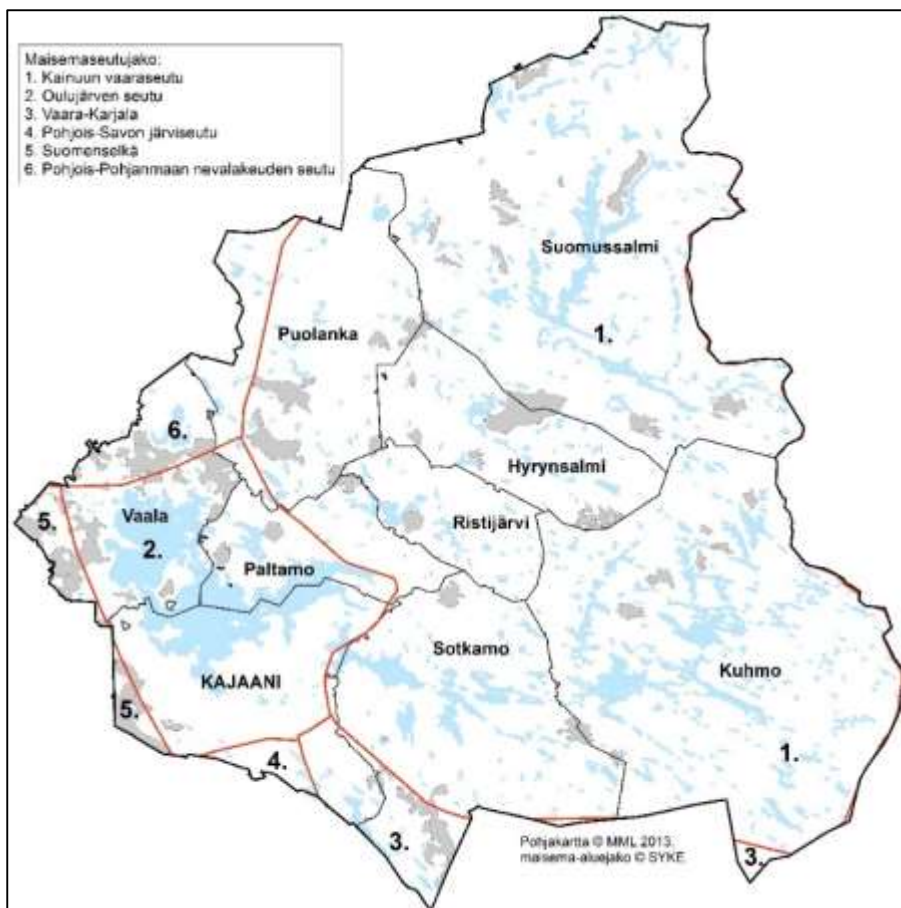 Maisemaseutujako:
1. Kainuun vaaraseutu
2. Oulujärven seutu
3. Vaara-Karjala
4. Pohjois-Savon järviseutu
5. Suomenselkä
6. Pohjois-Pohjanmaan nevalakeuden seutu
Suomussalmi
1.
Puolanka
6.
Hyrynsalmi
5.
Vaala
2.
Ristijärvi
Paltamo
Sotkamo
Kuhmo
KAJAANI
5.
1.
4.
3.
Pohjakartta © MML 2013.
maisema-aluejako © SYKE.
3.